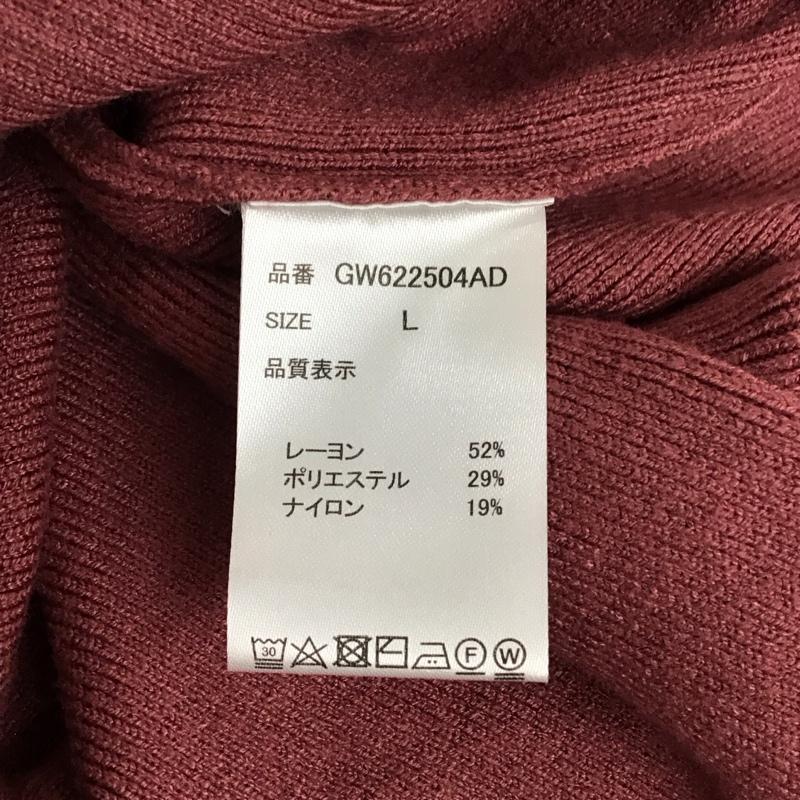 品番 GW622504AD
SIZE L
品質表示
レーヨン 52%
ポリエステル 29%
ナイロン 19%
30 F W